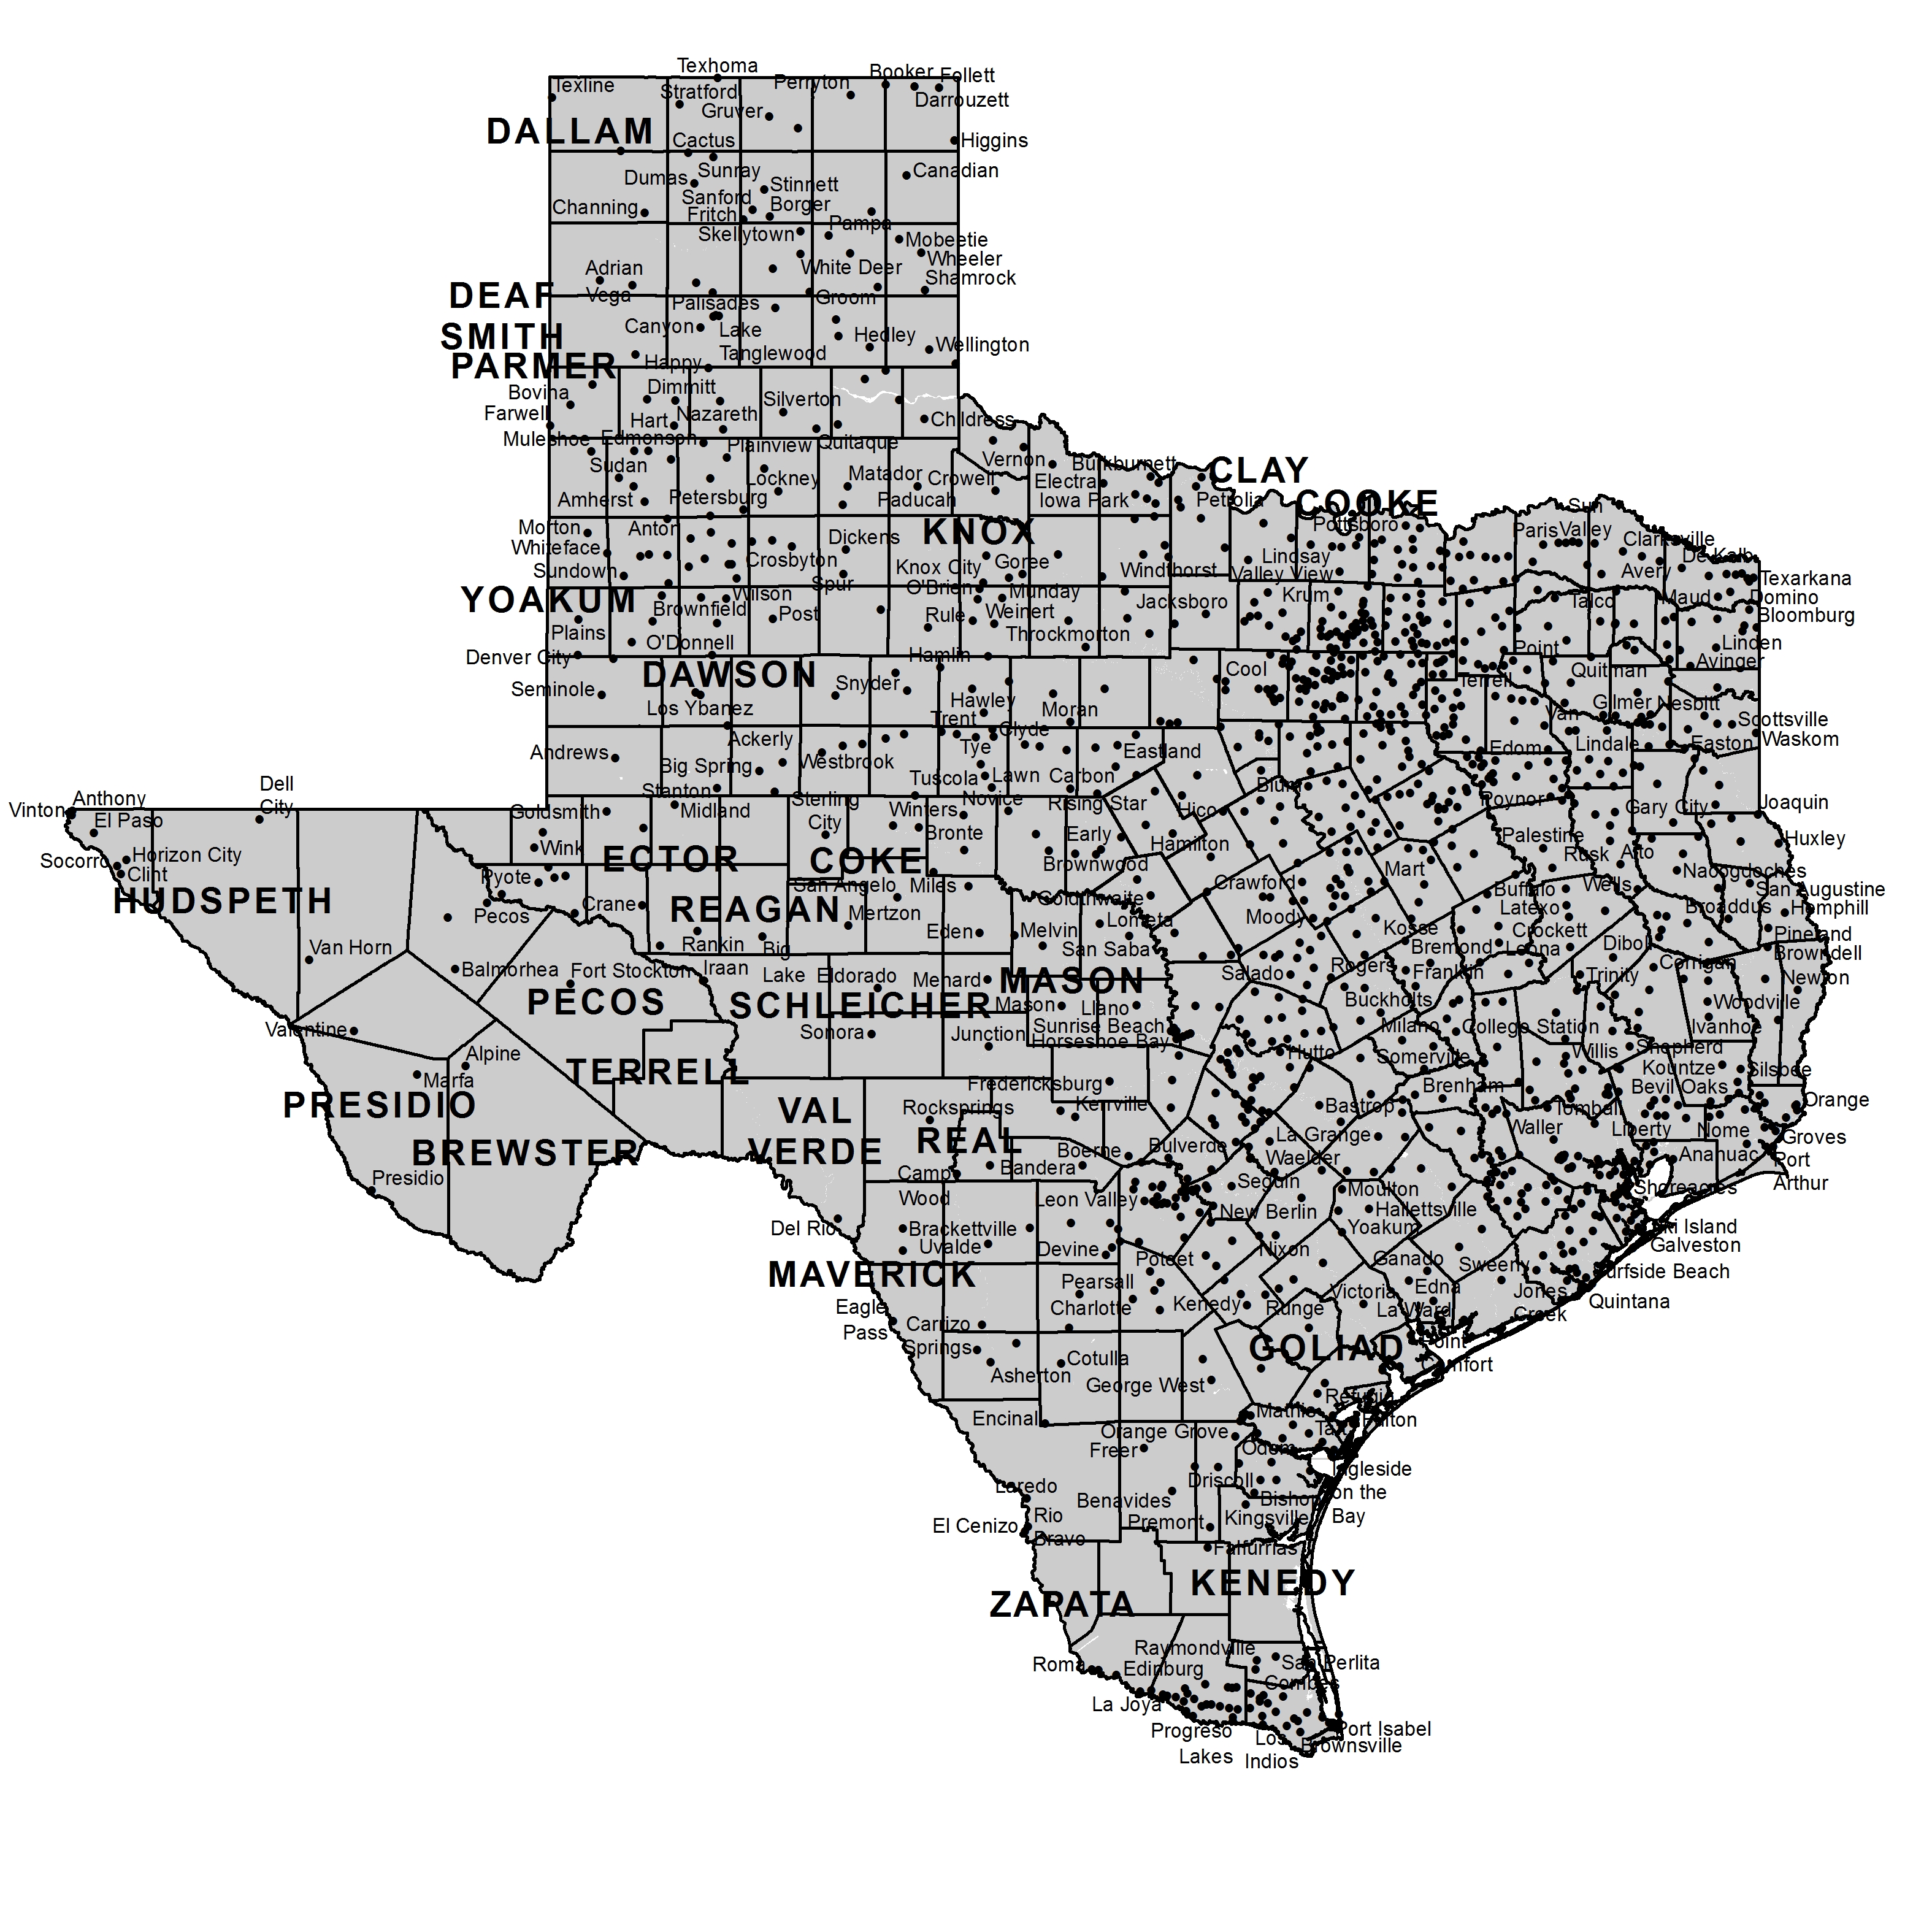 Texhoma
Booker Follett
Texline
Perryton
Stratford
Darrouzett
Gruver
DALLAM
Cactus
Higgins
Sunray
Canadian
Dumas
Stinnett
Sanford
Borger
Channing
Fritch
Pampa
Skellytown
Mobeetie
Wheeler
Adrian
White Deer
Shamrock
DEAF
SMITH
Vega
Palisades
Groom
Canyon
Lake
Tanglewood
Hedley
Wellington
PARMER
Happy
Bovina
Dimmitt
Silverton
Farwell
Hart
Nazareth
Childress
Muleshoe
Edmonson
Plainview
Quitaque
Sudan
Vernon
Burkburnett
CLAY
Lockney
Matador
Crowell
Electra
Amherst
Petersburg
Paducah
Iowa Park
Petrolia
COOKE
Morton
Anton
Dickens
KNOX
Pottsboro
Sun
Valley
Paris
Clarksville
Whiteface
Crosbyton
Knox City
Goree
Lindsay
De Kalb
Sundown
Spur
O'Brien
Windthorst
Valley View
Avery
Texarkana
YOAKUM
Wilson
Munday
Jacksboro
Krum
Talco
Maud
Domino
Brownfield
Post
Rule
Weinert
Bloomburg
Plains
O'Donnell
Throckmorton
Point
Linden
Denver City
Hamlin
Cool
Quitman
Avinger
DAWSON
Terrell
Seminole
Snyder
Hawley
Gilmer
Nesbitt
Los Ybanez
Trent
Moran
Van
Scottsville
Ackerly
Clyde
Edom
Lindale
Easton
Waskom
Andrews
Tye
Eastland
Big Spring
Westbrook
Tuscola
Lawn
Carbon
Blum
Dell
City
Stanton
Anthony
Vinton
El Paso
Goldsmith
Midland
Sterling
City
Winters
Novice
Rising Star
Hico
Poynor
Gary City
Joaquin
Bronte
Early
Hamilton
Palestine
Huxley
Socorro
Horizon City
Wink
ECTOR
COKE
Brownwood
Rusk
Alto
Clint
Mart
Nacogdoches
Pyote
San Angelo
Miles
Crawford
Buffalo
Wells
San Augustine
HUDSPETH
Crane
REAGAN
Mertzon
Goldthwaite
Moody
Latexo
Broaddus
Hemphill
Pecos
Lometa
Kosse
Crockett
Eden
Melvin
Pineland
Van Horn
Rankin
Big
Lake
San Saba
Bremond
Leona
Diboll
Browndell
Balmorhea
Fort Stockton
Iraan
Eldorado
Menard
MASON
Salado
Rogers
Franklin
Trinity
Corrigan
Newton
PECOS
SCHLEICHER
Mason
Llano
Buckholts
Woodville
Valentine
Sonora
Junction
Sunrise Beach
Horseshoe Bay
Milano
College Station
Ivanhoe
Alpine
Hutto
Somerville
Willis
Shepherd
Marfa
TERRELL
Fredericksburg
Brenham
Kountze
Silsbee
Bevil Oaks
PRESIDIO
VAL
VERDE
Rocksprings
Kerrville
Bastrop
Tomball
Orange
BREWSTER
REAL
La Grange
Waller
Liberty
Nome
Groves
Boerne
Bulverde
Waelder
Anahuac
Port
Arthur
Presidio
Camp
Wood
Bandera
Leon Valley
Seguin
Moulton
Shoreacres
New Berlin
Hallettsville
Del Rio
Brackettville
Yoakum
Tiki Island
Uvalde
Devine
Poteet
Nixon
Ganado
Sweeny
Galveston
MAVERICK
Pearsall
Surfside Beach
Eagle
Pass
Charlotte
Kenedy
Runge
Victoria
Edna
Jones
Creek
Quintana
Carrizo
Springs
La Ward
GOLIAD
Point
Comfort
Asherton
Cotulla
George West
Refugio
Encinal
Mathis
Fulton
Orange Grove
Taft
Freer
Odem
Ingleside
on the
Bay
Laredo
Driscoll
Benavides
Bishop
El Cenizo
Rio
Bravo
Premont
Kingsville
Falfurrias
ZAPATA
KENEDY
Raymondville
Roma
Edinburg
San Perlita
Combes
La Joya
Progreso
Lakes
Los
Indios
Port Isabel
Brownsville